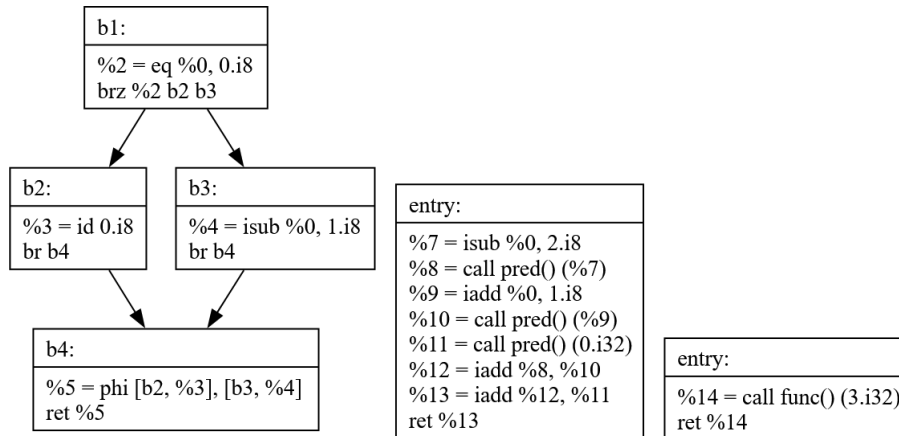 b1:
%2 = eq %0, 0.i8
brz %2 b2 b3
b2:
%3 = id 0.i8
br b4
b3:
%4 = isub %0, 1.i8
br b4
b4:
%5 = phi [b2, %3], [b3, %4]
ret %5
entry:
%7 = isub %0, 2.i8
%8 = call pred() (%7)
%9 = iadd %0, 1.i8
%10 = call pred() (%9)
%11 = call pred() (0.i32)
%12 = iadd %8, %10
%13 = iadd %12, %11
ret %13
entry:
%14 = call func() (3.i32)
ret %14